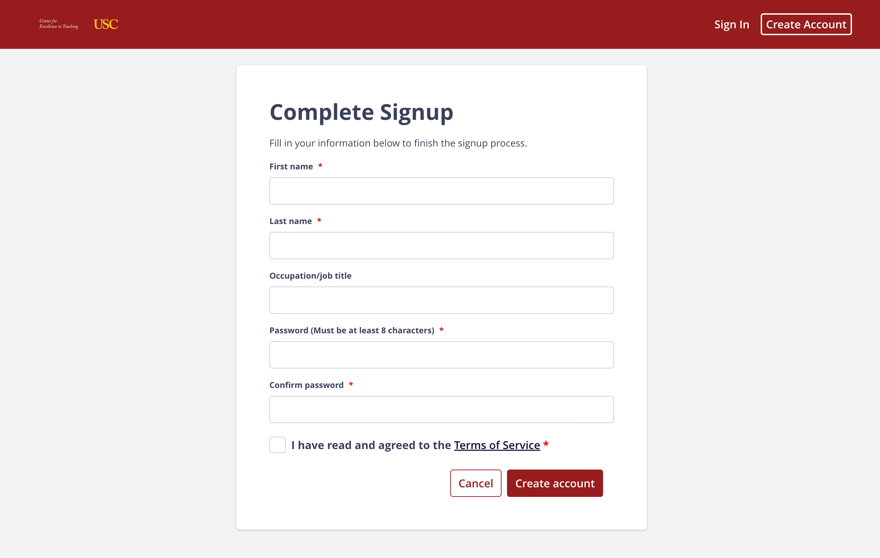 Center for
Excellence in Teaching
USC
Sign In
Create Account
Complete Signup
Fill in your information below to finish the signup process.
First name *
Last name *
Occupation/job title
Password (Must be at least 8 characters) *
Confirm password *
I have read and agreed to the Terms of Service *
Cancel
Create account